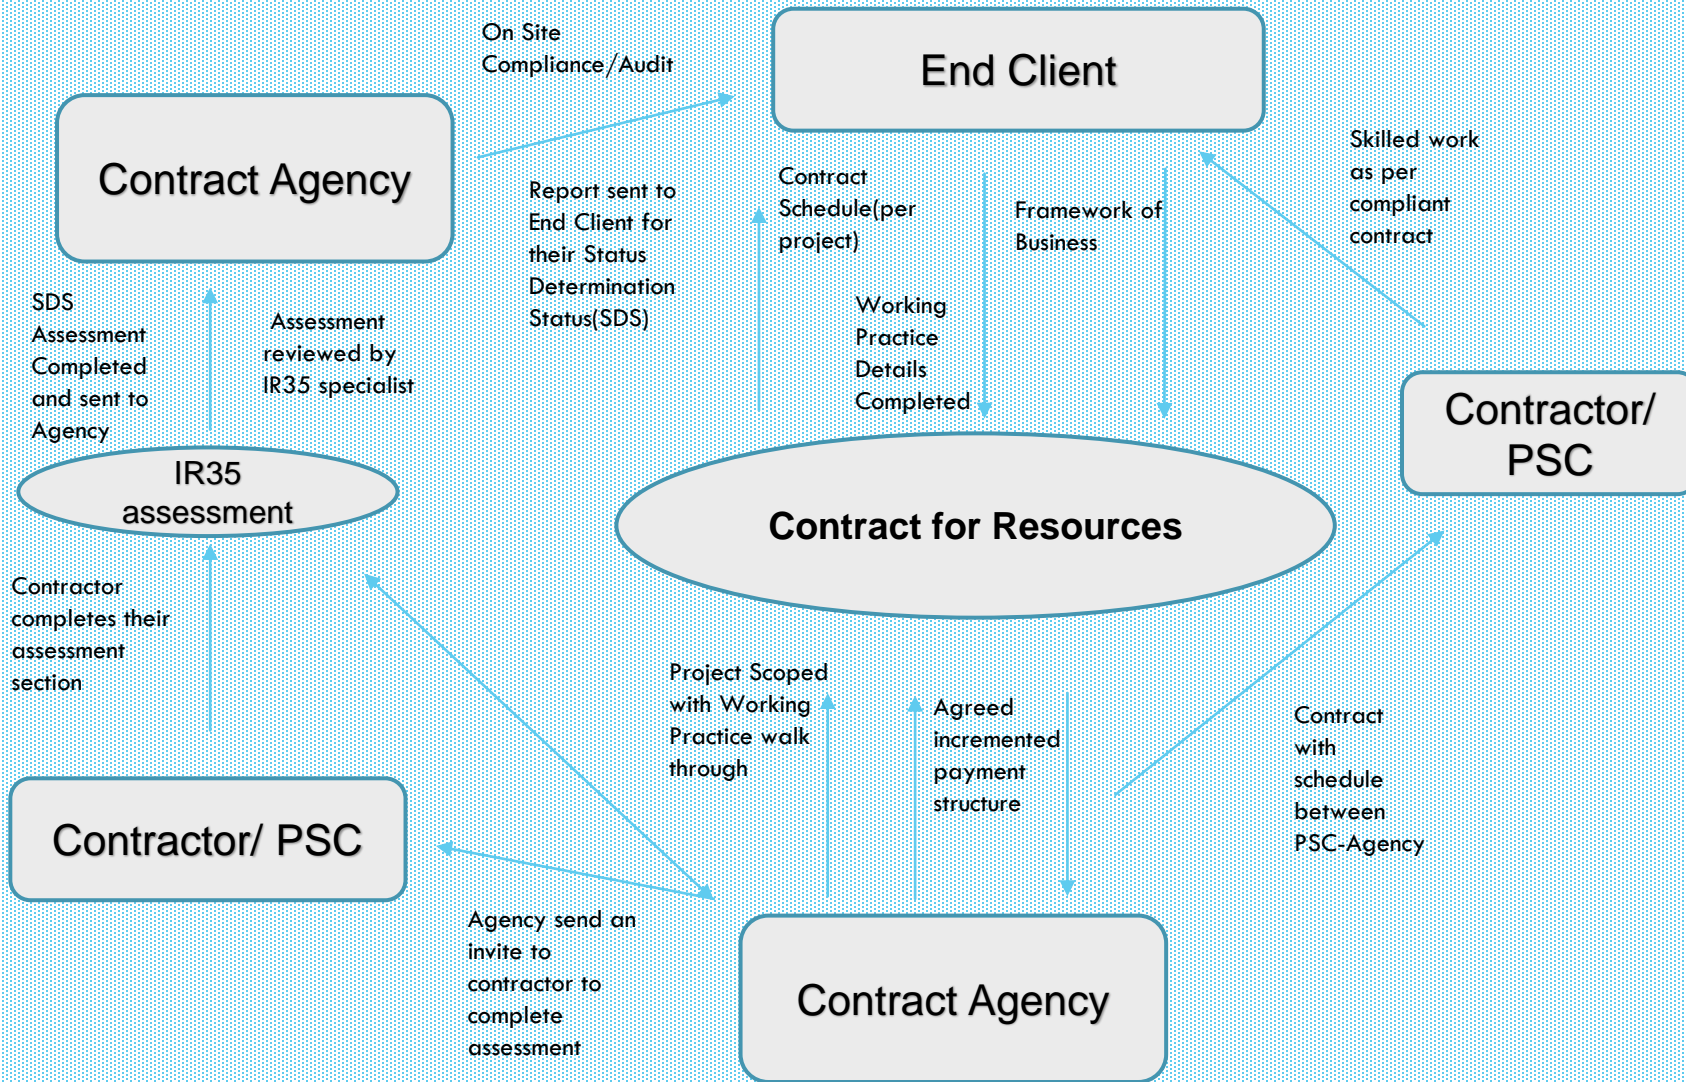 On Site
Compliance/Audit
End Client
Contract Agency
Skilled work
as per
compliant
contract
Report sent to
End Client for
their Status
Determination
Status(SDS)
Contract
Schedule(per
project)
Framework of
Business
SDS
Assessment
Completed
and sent to
Agency
Assessment
reviewed by
IR35 specialist
Working
Practice
Details
Completed
Contractor/
PSC
IR35
assessment
Contract for Resources
Contractor
completes their
assessment
section
Project Scoped
with Working
Practice walk
through
Agreed
incremented
payment
structure
Contract
with
schedule
between
PSC-Agency
Contractor/ PSC
Agency send an
invite to
contractor to
complete
assessment
Contract Agency